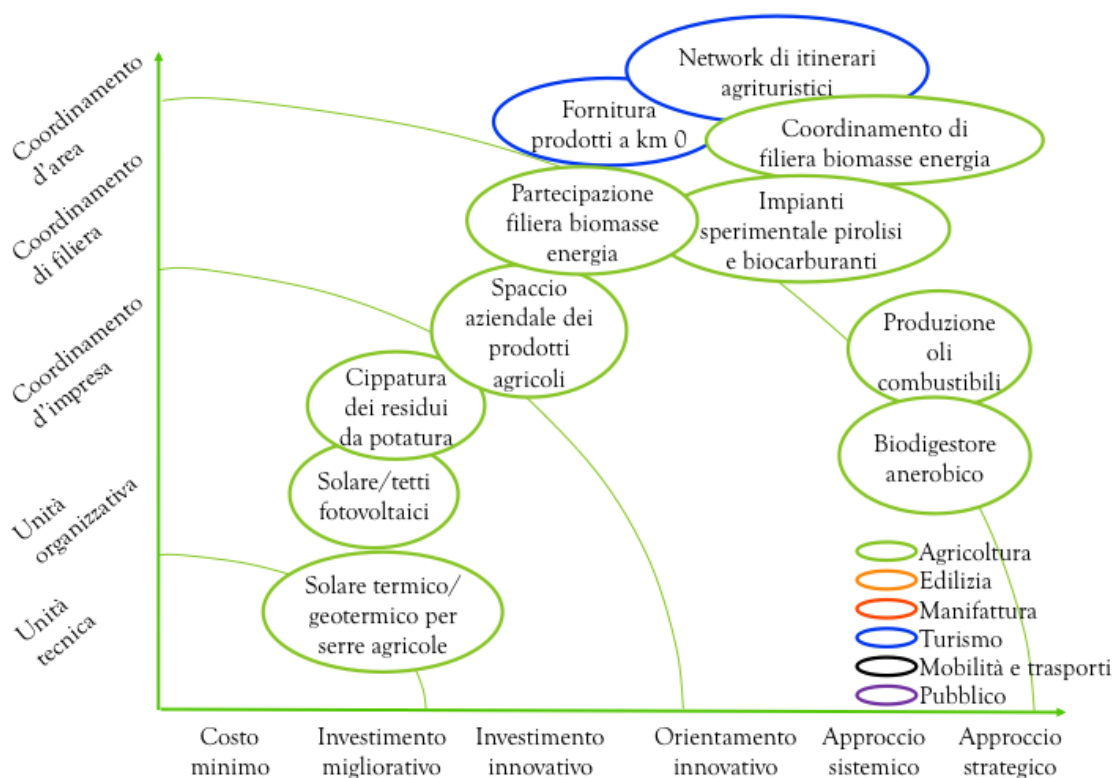 Network di itinerari
agrituristici
Fornitura
prodotti a km 0
Coordinamento di
filiera biomasse energia
Coordinamento
d'area
Partecipazione
filiera biomasse
energia
Impianti
sperimentale pirolisi
e biocarburanti
Coordinamento
di filiera
Spaccio
aziendale dei
prodotti
agricoli
Produzione
oli
combustibili
Coordinamento
d'impresa
Cippatura
dei residui
da potatura
Biodigestore
anerobico
Solare/tetti
fotovoltaici
Unità
organizzativa
Solare termico/
geotermico per
serre agricole
Unità
tecnica
Agricoltura
Edilizia
Manifattura
Turismo
Mobilità e trasporti
Pubblico
Costo
minimo
Investimento
migliorativo
Investimento
innovativo
Orientamento
innovativo
Approccio
sistemico
Approccio
strategico